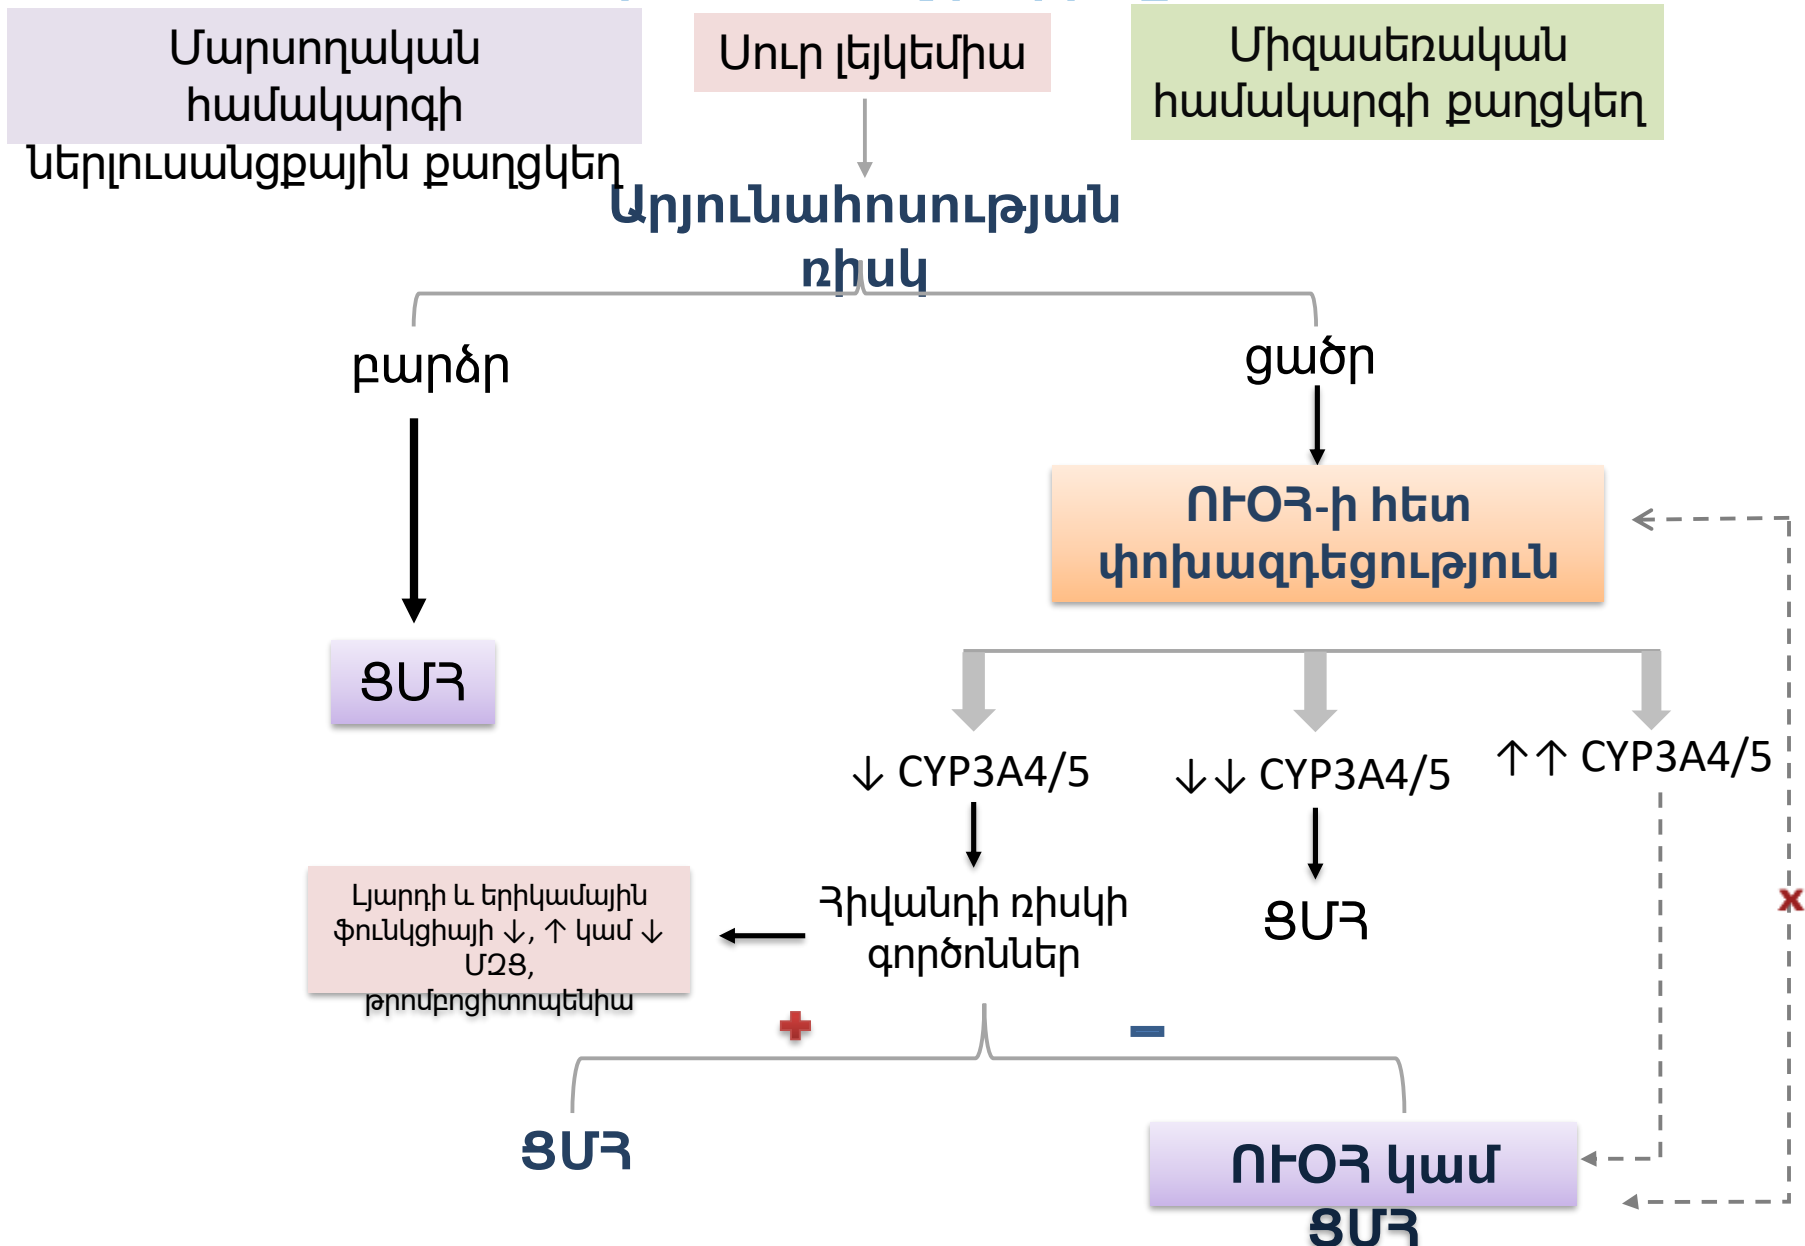 Մարսողական
համակարգի
ներլուսանցքային քաղցկեղ
Սուր լեյկեմիա
Միզասեռական
համակարգի քաղցկեղ
Արյունահոսության
ռիսկ
բարձր
ցածր
ՈՒՕՀ-ի հետ
փոխազդեցություն
ՑՄՀ
↓ CYP3A4/5
↓↓ CYP3A4/5
↑↑ CYP3A4/5
Լյարդի և երիկամային
ֆունկցիայի ↓, ↑ կամ ↓
ՄԶՑ,
թրոմբոցիտոպենիա
Հիվանդի ռիսկի
գործոններ
ՑՄՀ
x
ՑՄՀ
ՈՒՕՀ կամ
ՑՄՀ